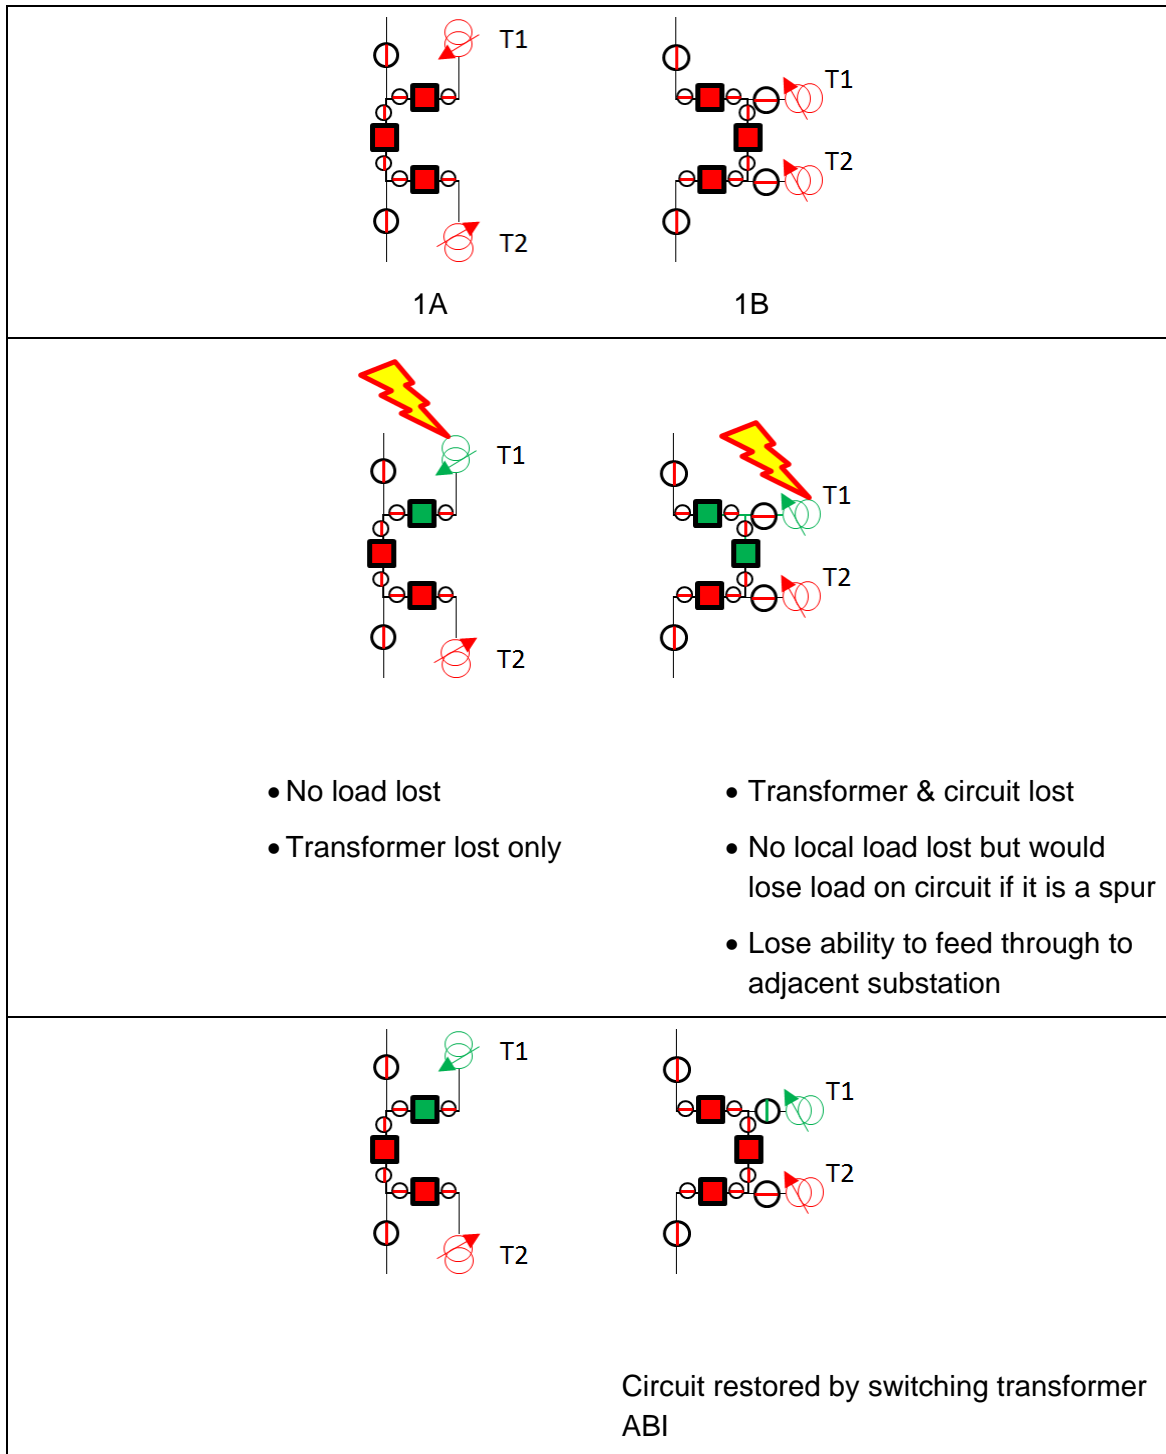 T1
T1
T2
T2
1A
1B
T1
T1
T2
T2
• No load lost
• Transformer lost only
• Transformer & circuit lost
• No local load lost but would
lose load on circuit if it is a spur
• Lose ability to feed through to
adjacent substation
T1
T1
T2
T2
Circuit restored by switching transformer
ABI